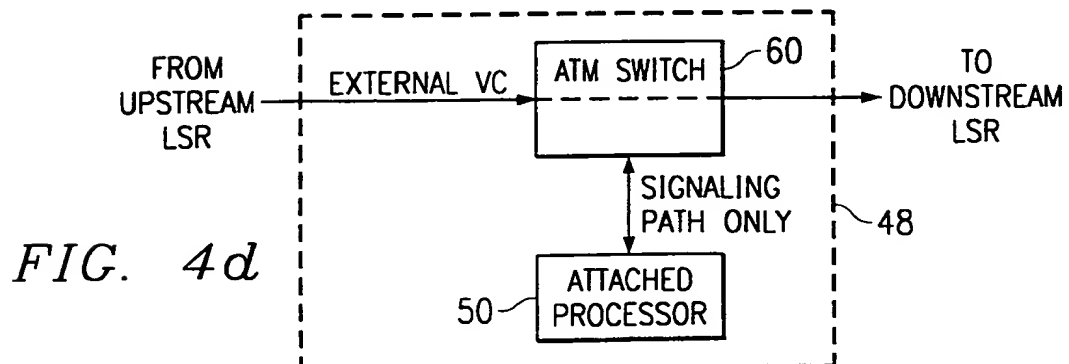 FROM
UPSTREAM
LSR
EXTERNAL VC
ATM SWITCH
60
TO
DOWNSTREAM
LSR
SIGNALING
PATH ONLY
48
FIG. 4d
50
ATTACHED
PROCESSOR